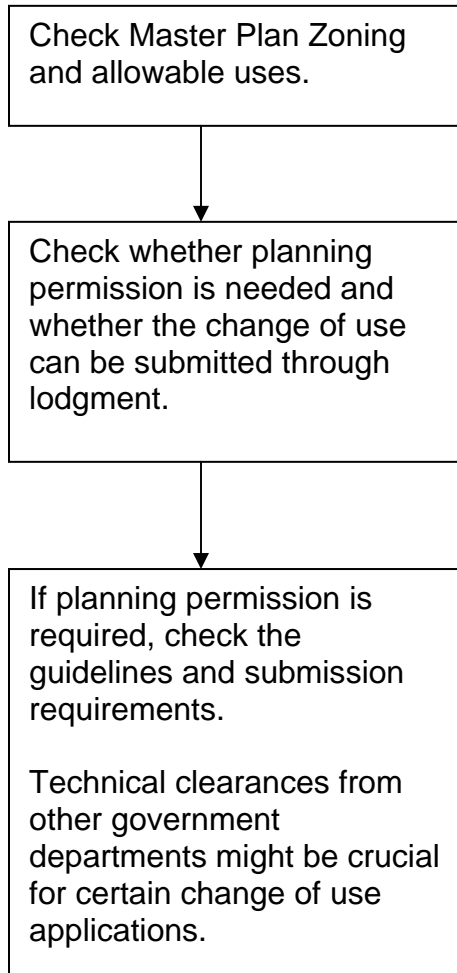 Check Master Plan Zoning
and allowable uses.
Check whether planning
permission is needed and
whether the change of use
can be submitted through
lodgment.
If planning permission is
required, check the
guidelines and submission
requirements.
Technical clearances from
other government
departments might be crucial
for certain change of use
applications.